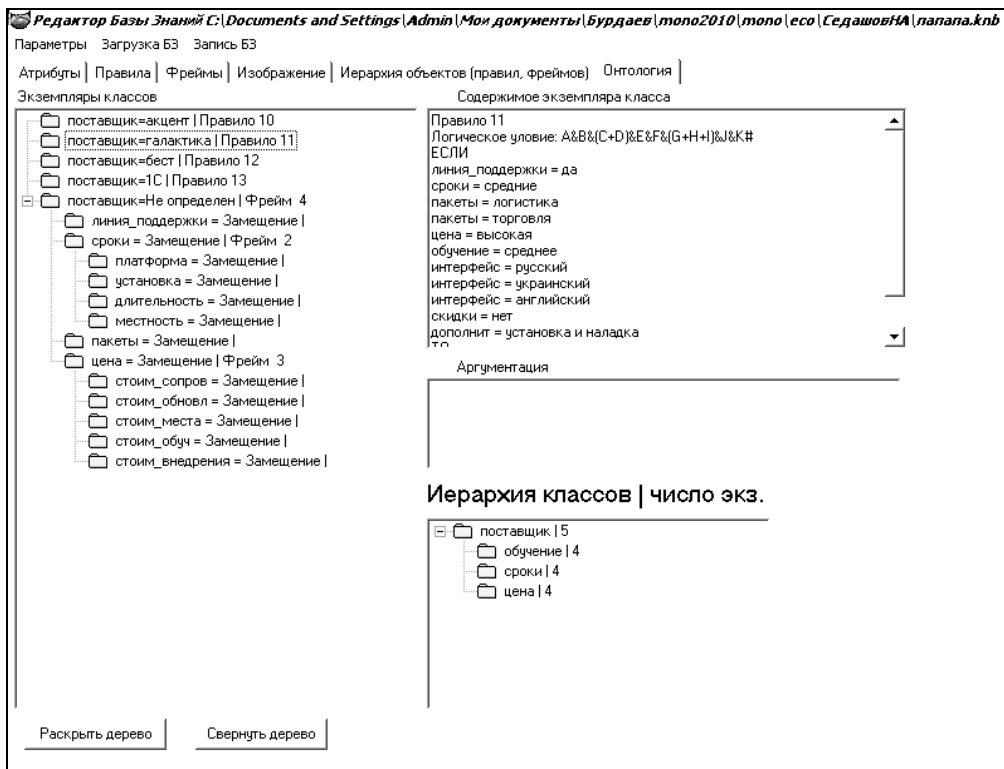 Редактор Базы Знаний C:\Documents and Settings\Admin\Мои документы\Бурдаев\mono2010\mono\eco\СедашовНА\папапа.knb
Параметры Загрузка БЗ Запись БЗ
Атрибуты Правила Фреймы Изображение Иерархия объектов (правил, фреймов) Онтология
Экземпляры классов
поставщик=акцент | Правило 10
поставщик=галактика | Правило 11
поставщик=бест | Правило 12
поставщик=1С | Правило 13
поставщик=Не определен | Фрейм 4
линия_поддержки = Замещение |
сроки = Замещение | Фрейм 2
платформа = Замещение |
установка = Замещение |
длительность = Замещение |
местность = Замещение |
пакеты = Замещение |
цена = Замещение | Фрейм 3
стоим_сопров = Замещение |
стоим_обновл = Замещение |
стоим_места = Замещение |
стоим_обуч = Замещение |
стоим_внедрения = Замещение |
Раскрыть дерево Свернуть дерево
Содержимое экземпляра класса
Правило 11
Логическое уловие: A&B&(C+D)&E&F&(G+H+I)&J&K#
ЕСЛИ
линия_поддержки = да
сроки = средние
пакеты = логистика
пакеты = торговля
цена = высокая
обучение = среднее
интерфейс = русский
интерфейс = украинский
интерфейс = английский
скидки = нет
дополнит = установка и наладка
Аргументация
Иерархия классов | число экз.
поставщик | 5
обучение | 4
сроки | 4
цена | 4